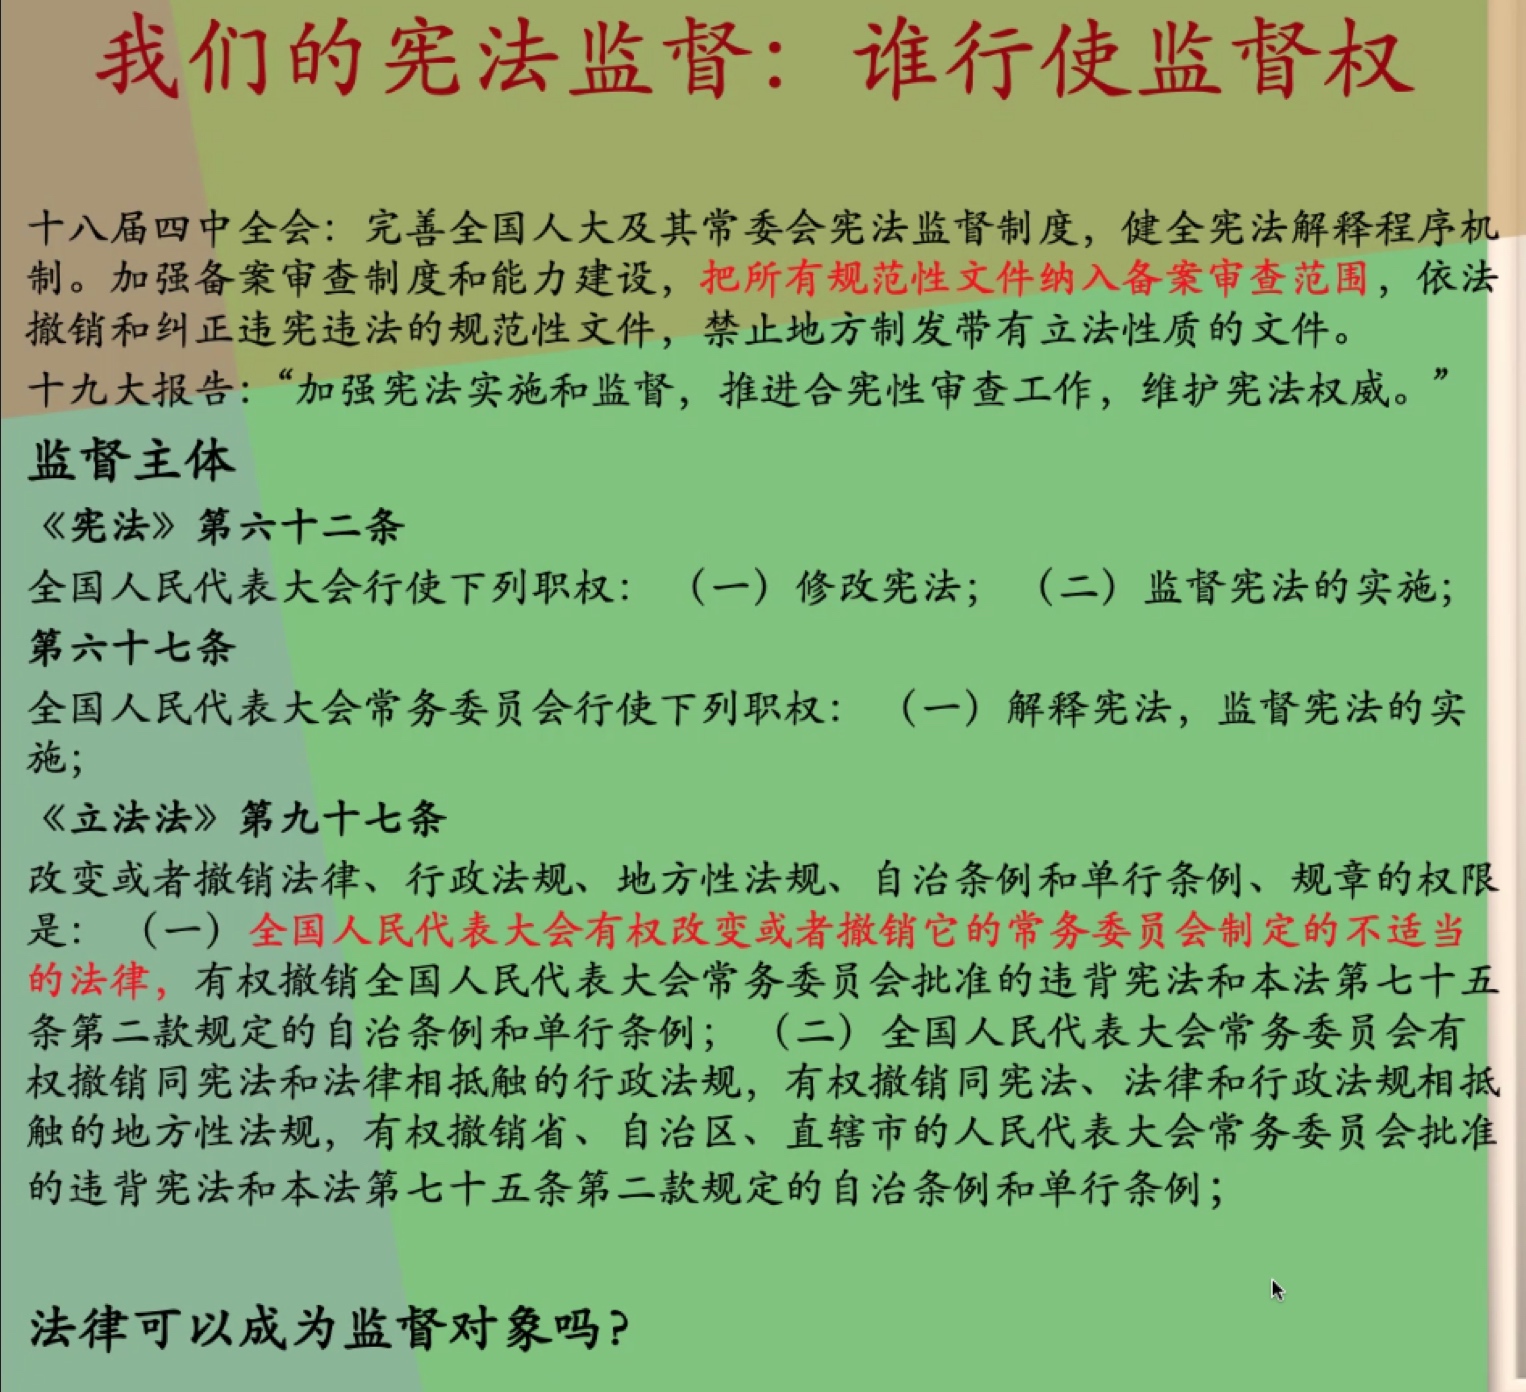 我们的宪法监督：谁行使监督权
十八届四中全会：完善全国人大及其常委会宪法监督制度，健全宪法解释程序机
制。加强备案审查制度和能力建设，把所有规范性文件纳入备案审查范围，依法
撤销和纠正违宪违法的规范性文件，禁止地方制发带有立法性质的文件。
十九大报告：“加强宪法实施和监督，推进合宪性审查工作，维护宪法权威。”
监督主体
《宪法》第六十二条
全国人民代表大会行使下列职权：（一）修改宪法；（二）监督宪法的实施；
第六十七条
全国人民代表大会常务委员会行使下列职权：（一）解释宪法，监督宪法的实
施；
《立法法》第九十七条
改变或者撤销法律、行政法规、地方性法规、自治条例和单行条例、规章的权限
是：（一）全国人民代表大会有权改变或者撤销它的常务委员会制定的不适当
的法律，有权撤销全国人民代表大会常务委员会批准的违背宪法和本法第七十五
条第二款规定的自治条例和单行条例；（二）全国人民代表大会常务委员会有
权撤销同宪法和法律相抵触的行政法规，有权撤销同宪法、法律和行政法规相抵
触的地方性法规，有权撤销省、自治区、直辖市的人民代表大会常务委员会批准
的违背宪法和本法第七十五条第二款规定的自治条例和单行条例；
法律可以成为监督对象吗？